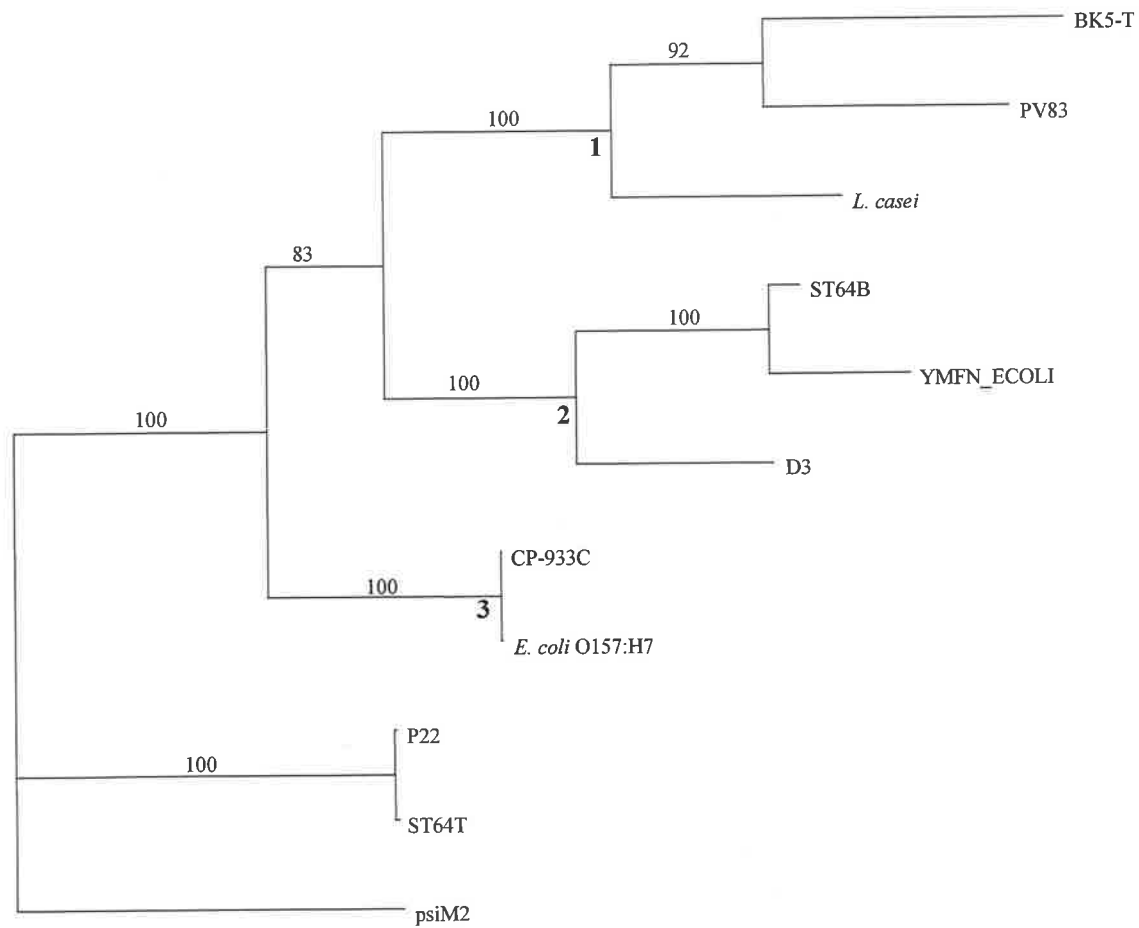 BK5-T
92
PV83
100
1
L. casei
83
ST64B
100
YMFN_ECOLI
100
2
100
D3
CP-933C
100
3
E. coli O157:H7
P22
100
ST64T
psiM2